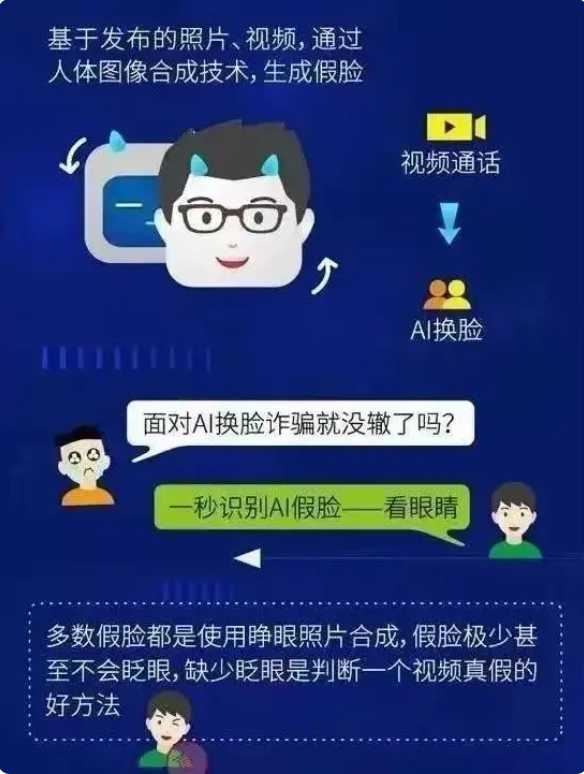 基于发布的照片、视频，通过
人体图像合成技术，生成假脸
视频通话
AI换脸
面对AI换脸诈骗就没辙了吗？
一秒识别AI假脸——看眼睛
多数假脸都是使用睁眼照片合成，假脸极少甚
至不会眨眼，缺少眨眼是判断一个视频真假的
好方法